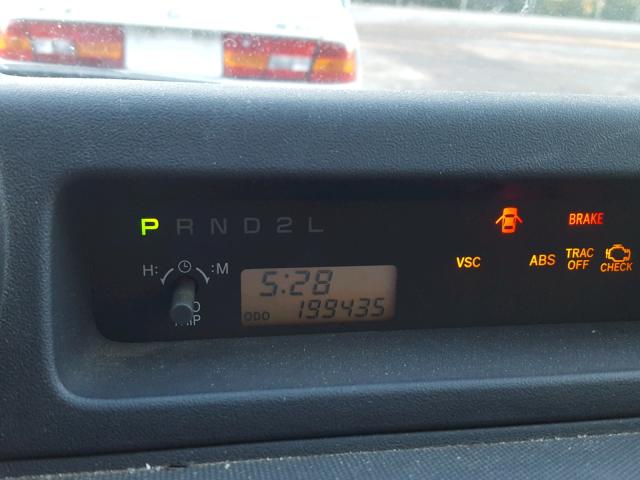 P R N D 2 L
BRAKE
VSC ABS TRAC OFF CHECK
H: :M
5:28
ODO 199435